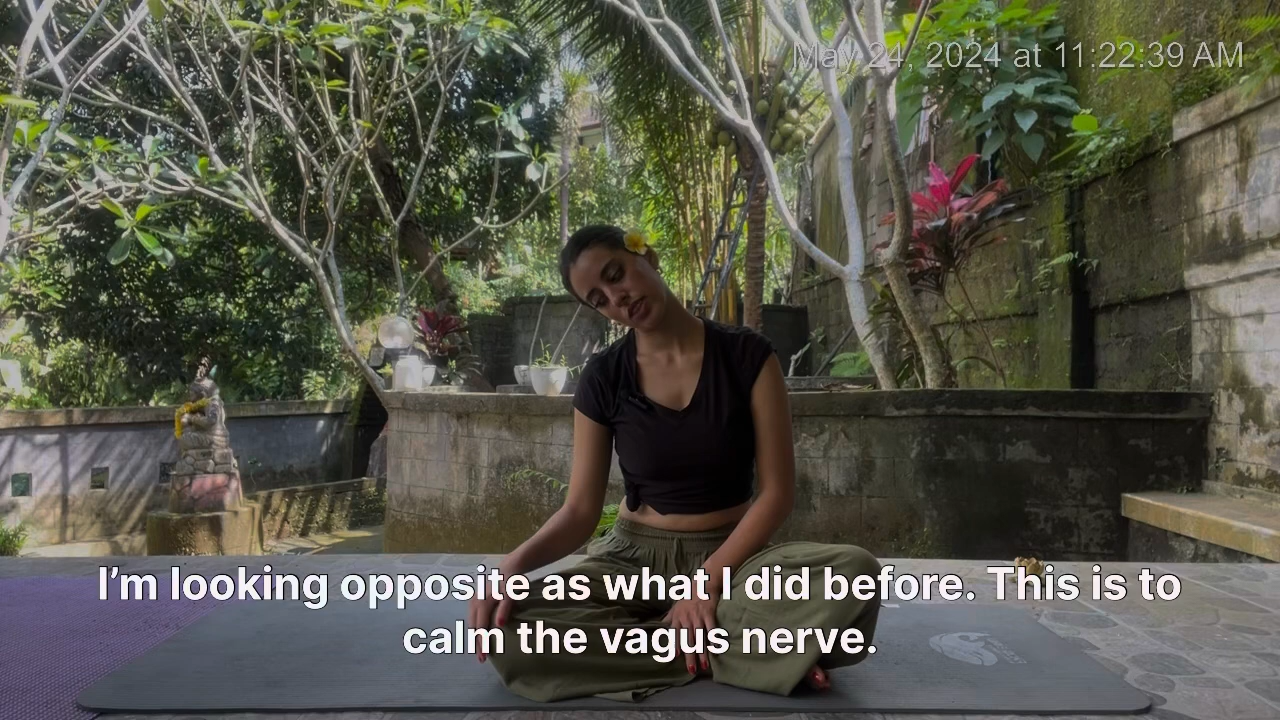 May 24, 2024 at 11:22:39 AM
I’m looking opposite as what I did before. This is to
calm the vagus nerve.